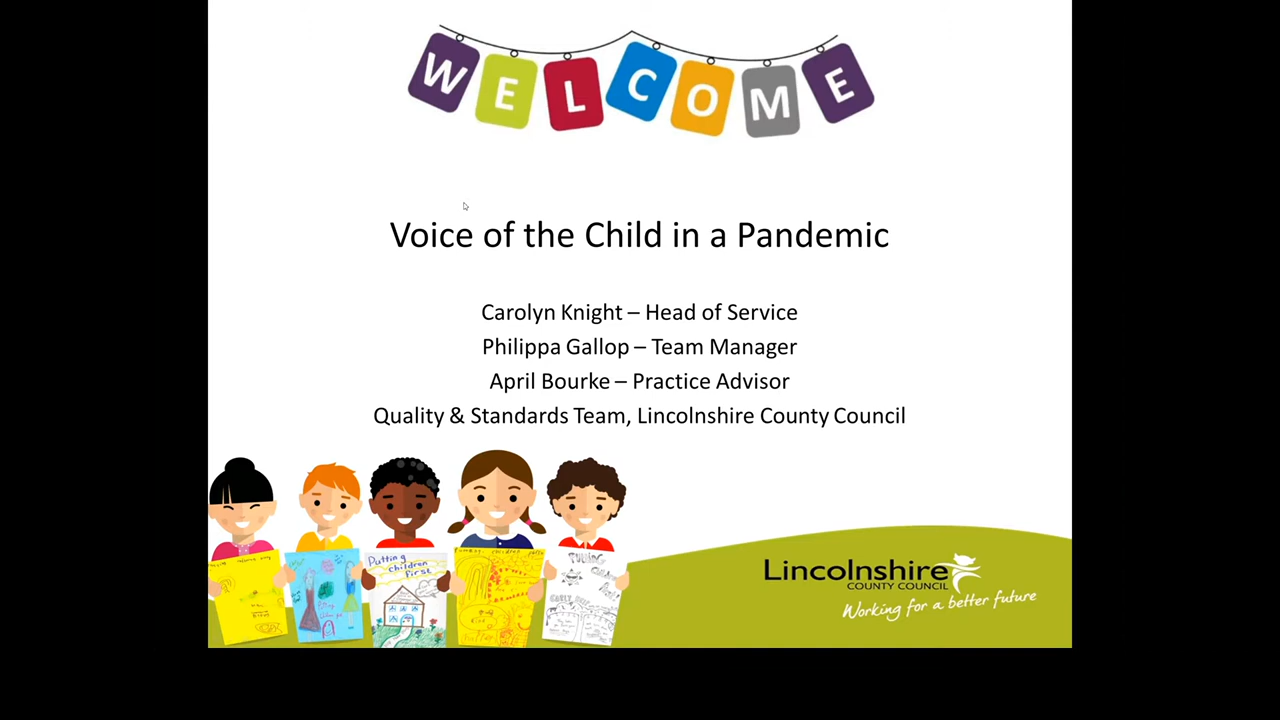 WELCOME
Voice of the Child in a Pandemic
Carolyn Knight – Head of Service
Philippa Gallop – Team Manager
April Bourke – Practice Advisor
Quality & Standards Team, Lincolnshire County Council
Putting
children
First
Lincolnshire
COUNTY COUNCIL
Working for a better future